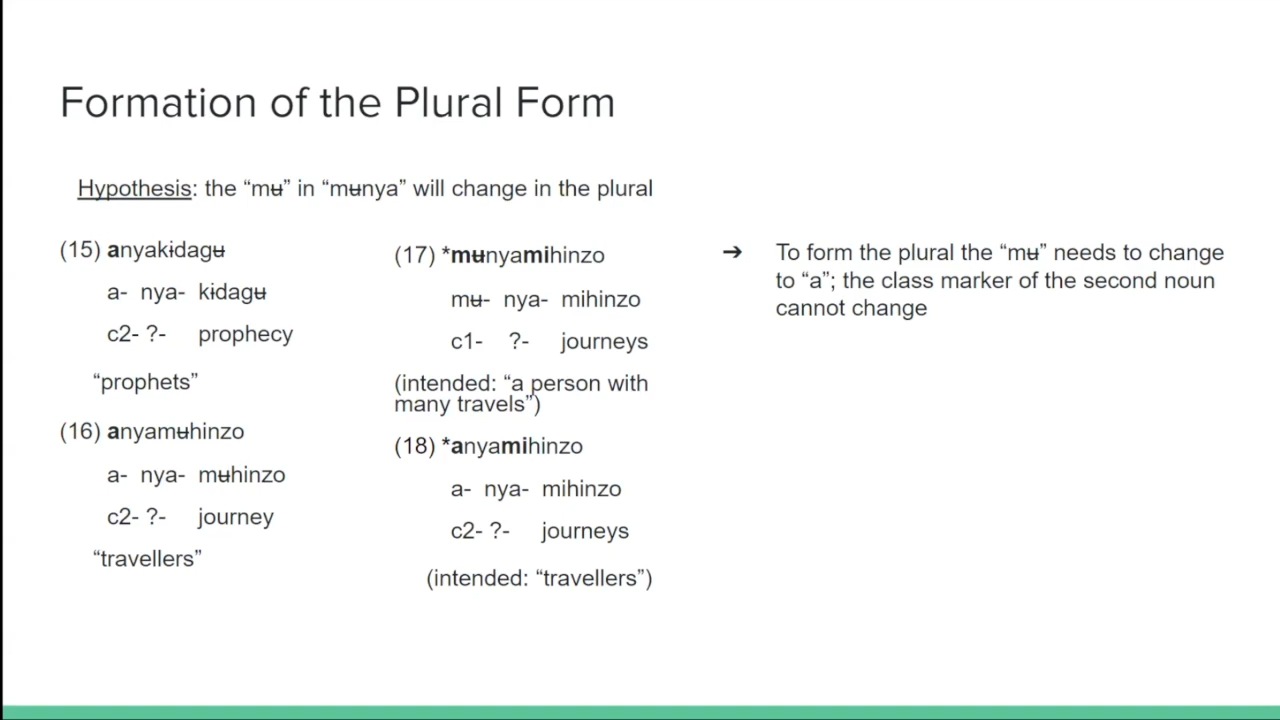 Formation of the Plural Form
Hypothesis: the “mʉ” in “mʉnya” will change in the plural
(15) anyakɨdagʉ
a- nya- kɨdagʉ
c2- ?- prophecy
“prophets”
(16) anyamʉhinzo
a- nya- mʉhinzo
c2- ?- journey
“travellers”
(17) *mʉnyamihinzo
mʉ- nya- mihinzo
c1- ?- journeys
(intended: “a person with
many travels”)
(18) *anyamihinzo
a- nya- mihinzo
c2- ?- journeys
(intended: “travellers”)
➔ To form the plural the “mʉ” needs to change
to “a”; the class marker of the second noun
cannot change